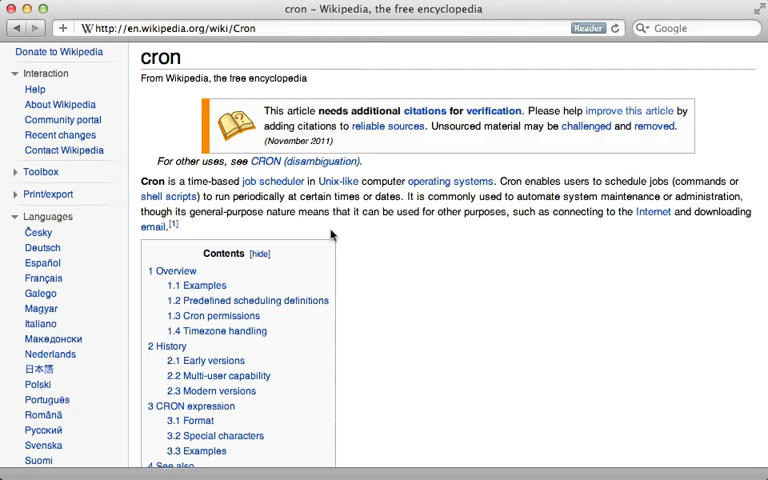 cron – Wikipedia, the free encyclopedia
http://en.wikipedia.org/wiki/Cron
Reader
Google
Donate to Wikipedia
Interaction
Help
About Wikipedia
Community portal
Recent changes
Contact Wikipedia
Toolbox
Print/export
Languages
Česky
Deutsch
Español
Français
Galego
Magyar
Italiano
Македонски
Nederlands
日本語
Polski
Português
Română
Русский
Svenska
Suomi
cron
From Wikipedia, the free encyclopedia
This article needs additional citations for verification. Please help improve this article by
adding citations to reliable sources. Unsourced material may be challenged and removed.
(November 2011)
For other uses, see CRON (disambiguation).
Cron is a time-based job scheduler in Unix-like computer operating systems. Cron enables users to schedule jobs (commands or
shell scripts) to run periodically at certain times or dates. It is commonly used to automate system maintenance or administration,
though its general-purpose nature means that it can be used for other purposes, such as connecting to the Internet and downloading
email.[1]
Contents [hide]
1 Overview
1.1 Examples
1.2 Predefined scheduling definitions
1.3 Cron permissions
1.4 Timezone handling
2 History
2.1 Early versions
2.2 Multi-user capability
2.3 Modern versions
3 CRON expression
3.1 Format
3.2 Special characters
3.3 Examples
4 See also